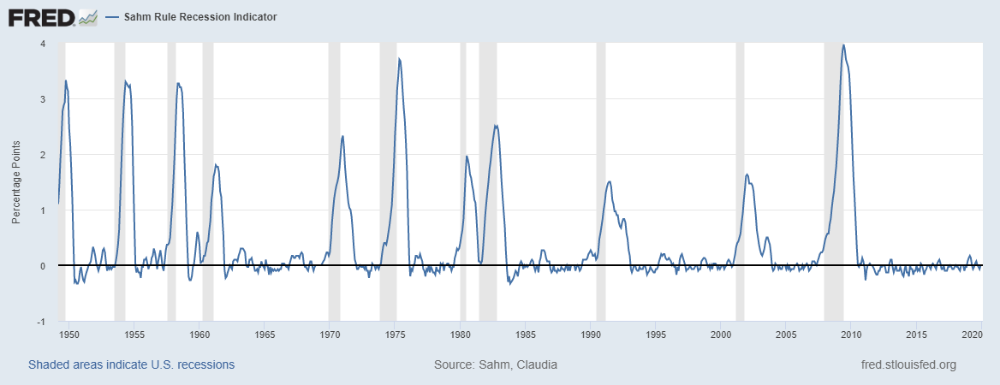 FRED
Sahm Rule Recession Indicator
Percentage Points
4
3
2
1
0
-1
1950 1955 1960 1965 1970 1975 1980 1985 1990 1995 2000 2005 2010 2015 2020
Shaded areas indicate U.S. recessions Source: Sahm, Claudia fred.stlouisfed.org